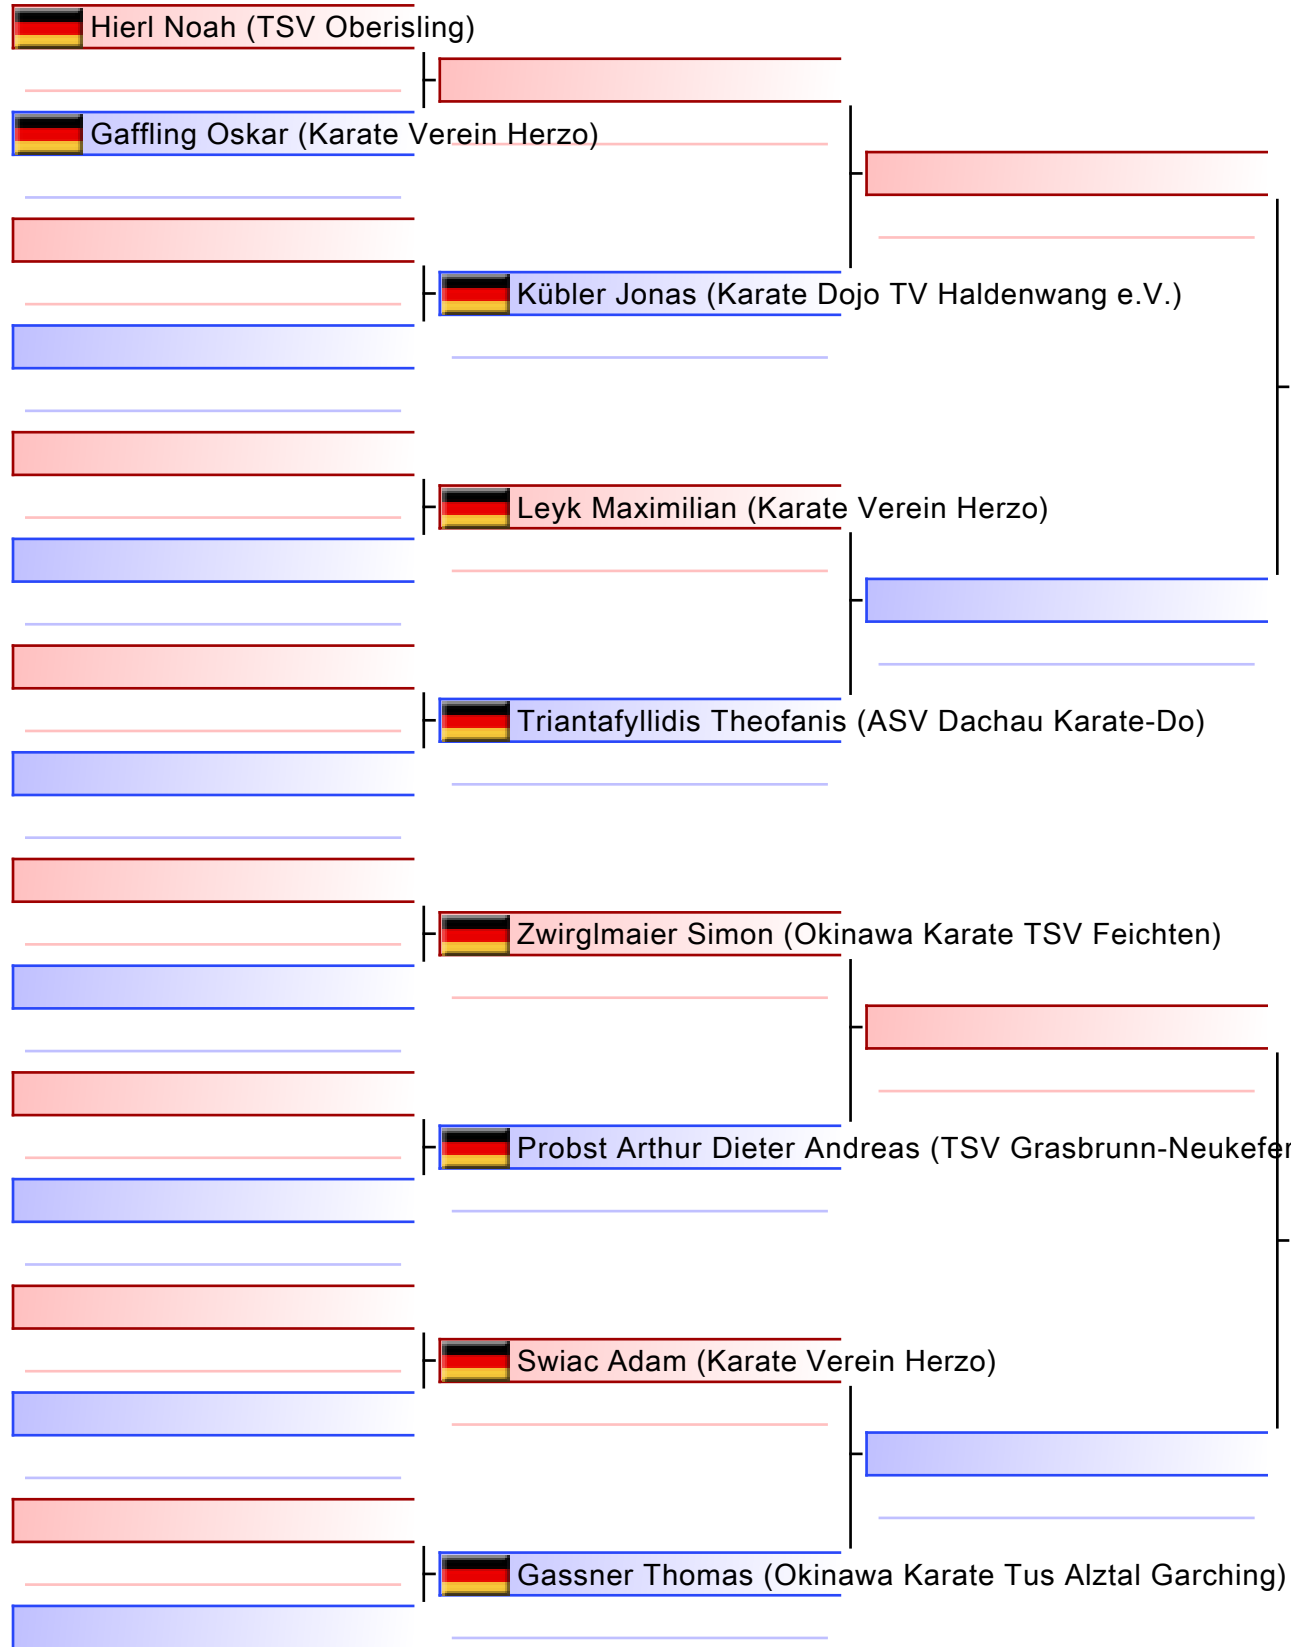 Hierl Noah (TSV Oberisling)
Gaffling Oskar (Karate Verein Herzo)
Kübler Jonas (Karate Dojo TV Haldenwang e.V.)
Leyk Maximilian (Karate Verein Herzo)
Triantafyllidis Theofanis (ASV Dachau Karate-Do)
Zwirglmaier Simon (Okinawa Karate TSV Feichten)
Probst Arthur Dieter Andreas (TSV Grasbrunn-Neukefer
Swiac Adam (Karate Verein Herzo)
Gassner Thomas (Okinawa Karate Tus Alztal Garching)